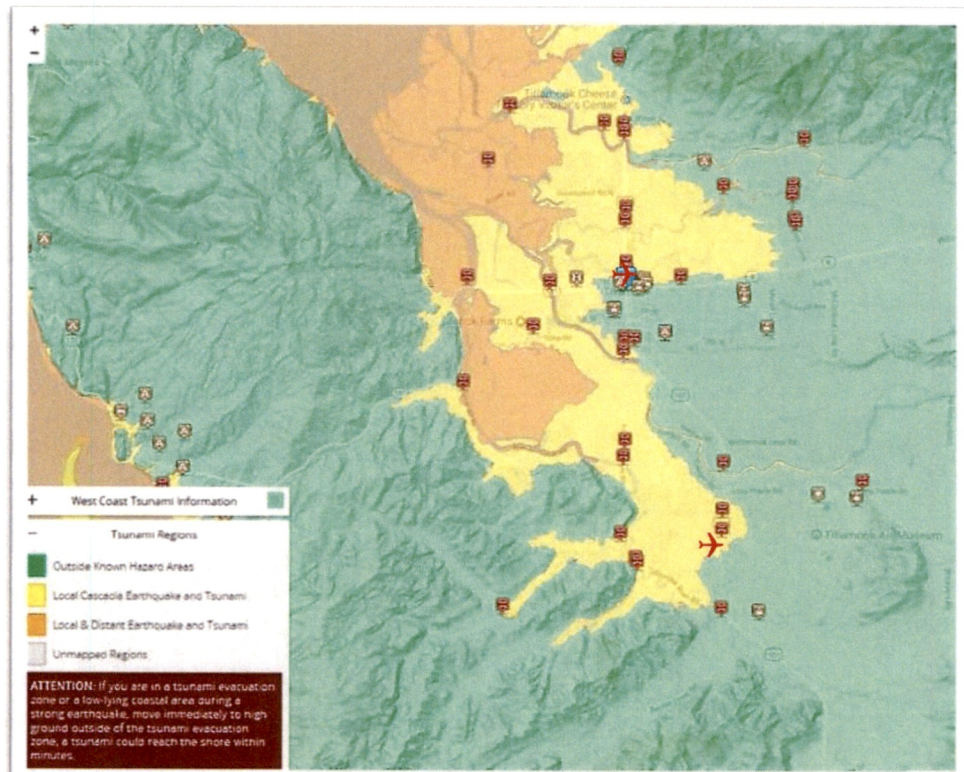 +
−
Tillamook Cheese
Visitor's Center
Tillamook Air Museum
+ West Coast Tsunami Information
− Tsunami Regions
Outside Known Hazard Areas
Local Cascadia Earthquake and Tsunami
Local & Distant Earthquake and Tsunami
Unmapped Regions
ATTENTION: If you are in a tsunami evacuation
zone or a low-lying coastal area during a
strong earthquake, move immediately to high
ground outside of the tsunami evacuation
zone, a tsunami could reach the shore within
minutes.